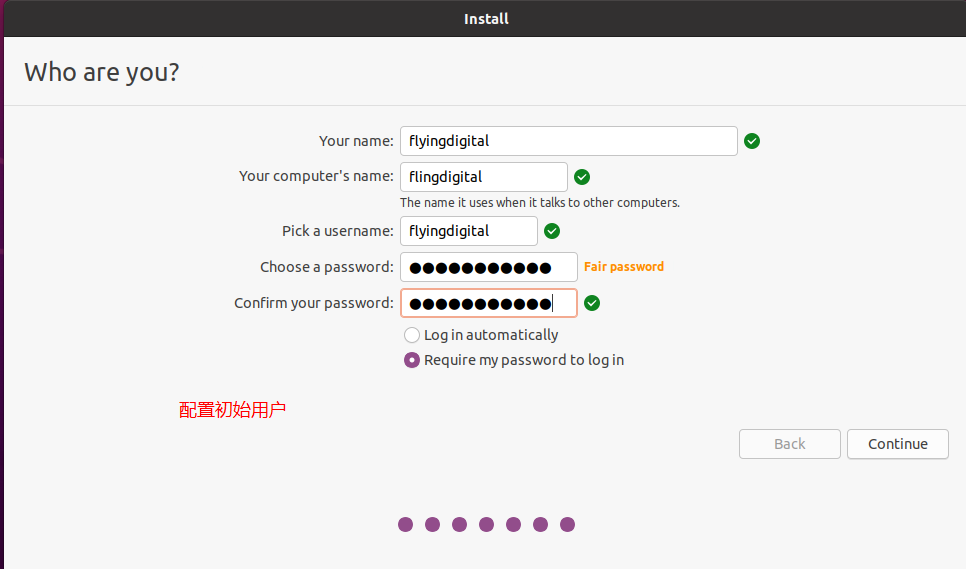 Install
Who are you?
Your name: flyingdigital
Your computer's name: flingdigital
The name it uses when it talks to other computers.
Pick a username: flyingdigital
Choose a password: ●●●●●●●●●●● Fair password
Confirm your password: ●●●●●●●●●●●
Log in automatically
Require my password to log in
配置初始用户
Back Continue